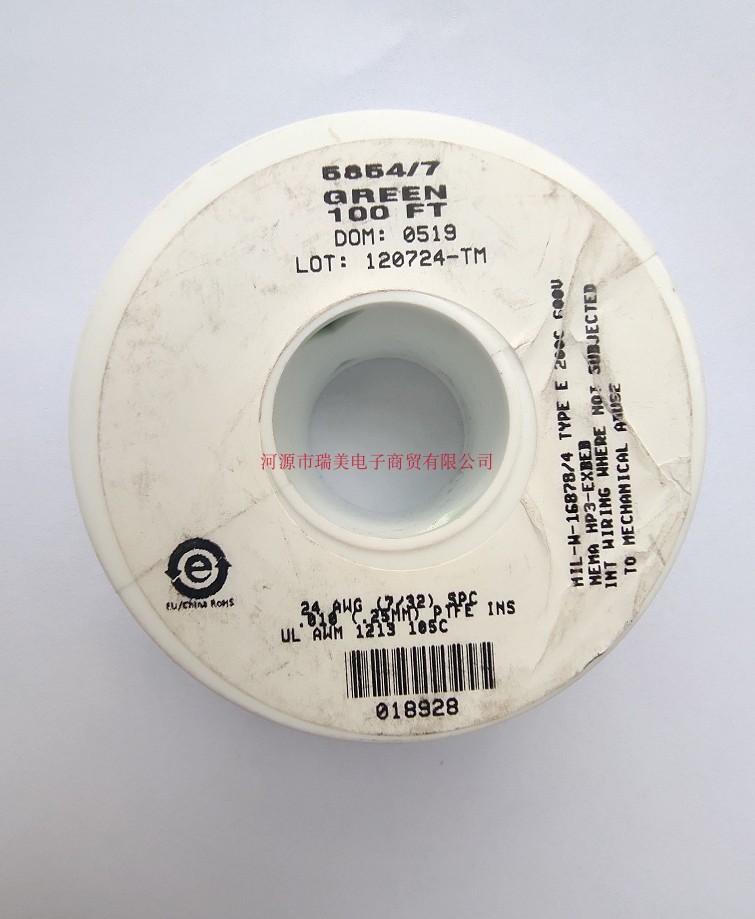 5854/7
GREEN
100 FT
DOM: 0519
LOT: 120724-TM
MIL-W-16878/4 TYPE E 200C 600V
NEMA HP3-EXBEB
INT WIRING WHERE NOT SUBJECTED
TO MECHANICAL ABUSE
河源市瑞美电子商贸有限公司
e
EU/China RoHS
24 AWG (7/32) SPC
.010 (.25MM) PTFE INS
UL AWM 1213 105C
018928